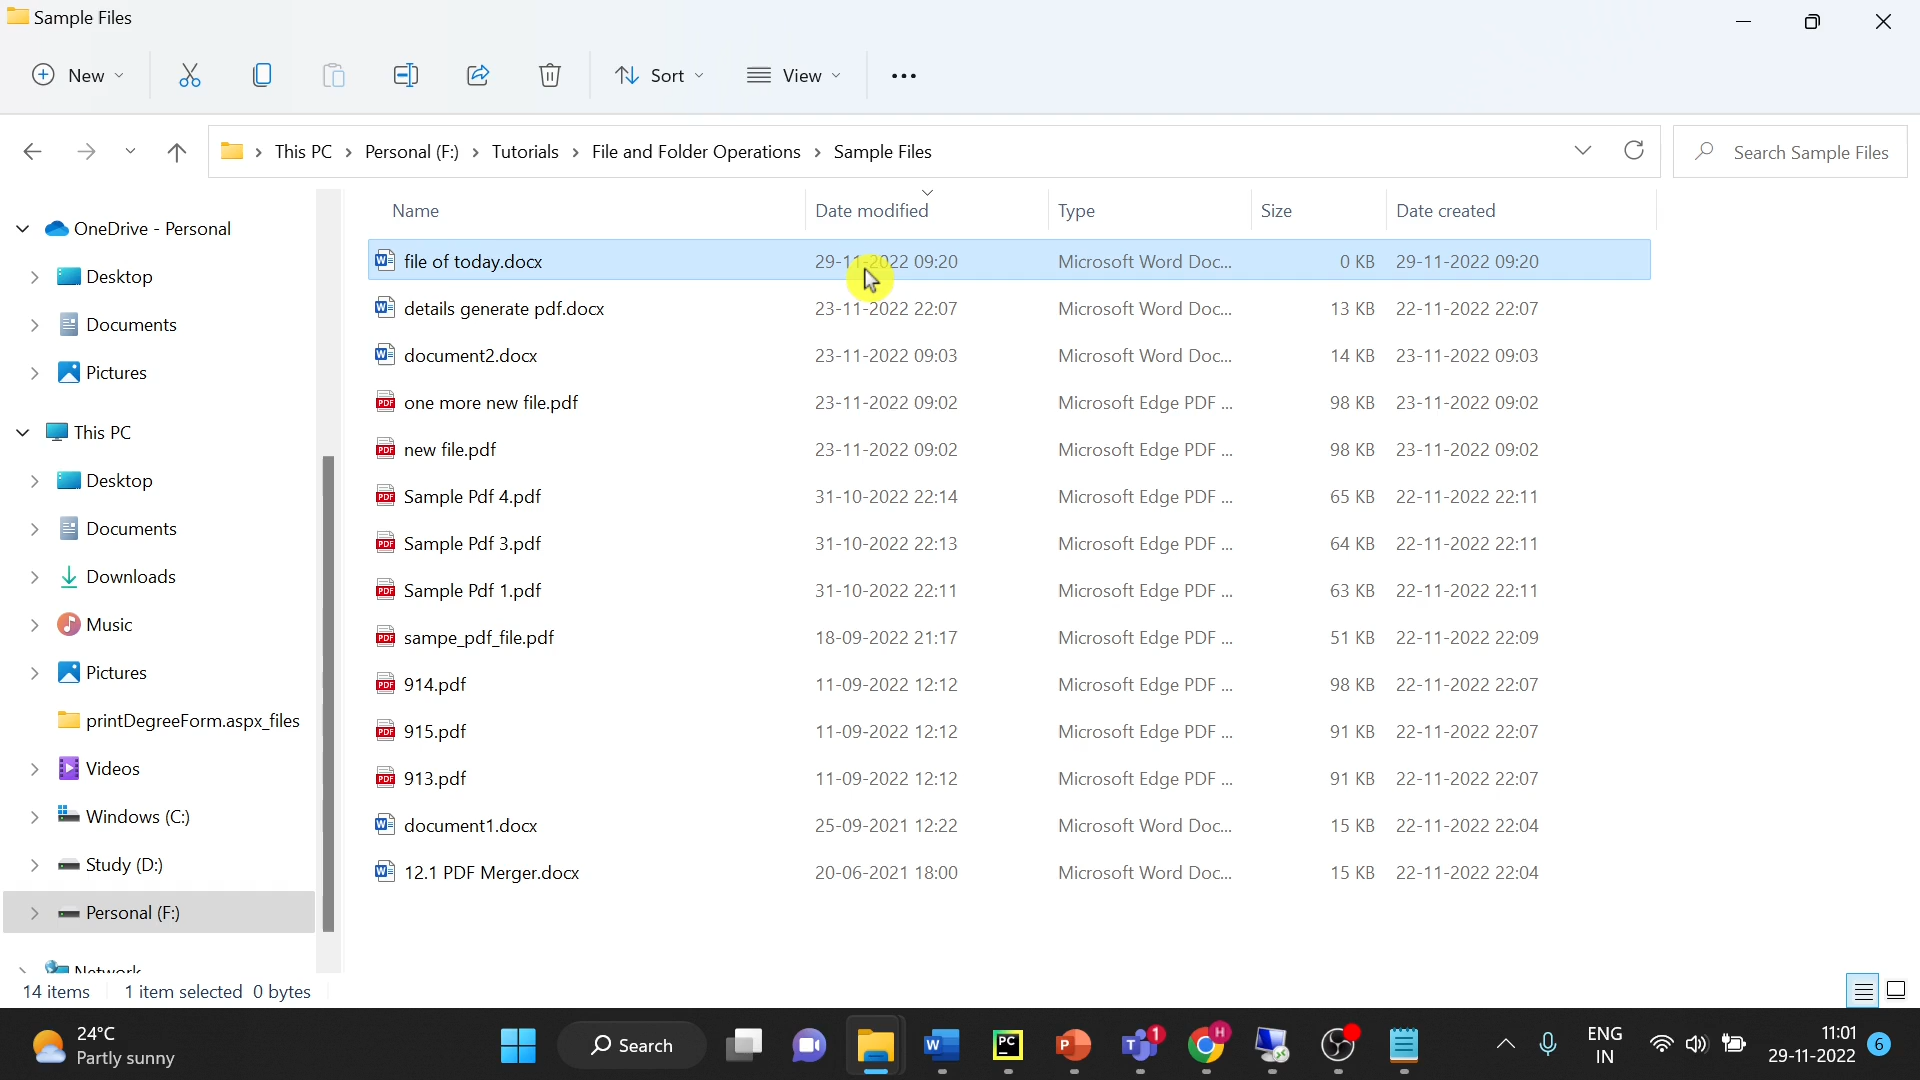 Sample Files
New
Sort
View
This PC > Personal (F:) > Tutorials > File and Folder Operations > Sample Files
Search Sample Files
OneDrive - Personal
Desktop
Documents
Pictures
This PC
Desktop
Documents
Downloads
Music
Pictures
printDegreeForm.aspx_files
Videos
Windows (C:)
Study (D:)
Personal (F:)
Network
Name Date modified Type Size Date created
file of today.docx 29-11-2022 09:20 Microsoft Word Doc... 0 KB 29-11-2022 09:20
details generate pdf.docx 23-11-2022 22:07 Microsoft Word Doc... 13 KB 22-11-2022 22:07
document2.docx 23-11-2022 09:03 Microsoft Word Doc... 14 KB 23-11-2022 09:03
one more new file.pdf 23-11-2022 09:02 Microsoft Edge PDF ... 98 KB 23-11-2022 09:02
new file.pdf 23-11-2022 09:02 Microsoft Edge PDF ... 98 KB 23-11-2022 09:02
Sample Pdf 4.pdf 31-10-2022 22:14 Microsoft Edge PDF ... 65 KB 22-11-2022 22:11
Sample Pdf 3.pdf 31-10-2022 22:13 Microsoft Edge PDF ... 64 KB 22-11-2022 22:11
Sample Pdf 1.pdf 31-10-2022 22:11 Microsoft Edge PDF ... 63 KB 22-11-2022 22:11
sampe_pdf_file.pdf 18-09-2022 21:17 Microsoft Edge PDF ... 51 KB 22-11-2022 22:09
914.pdf 11-09-2022 12:12 Microsoft Edge PDF ... 98 KB 22-11-2022 22:07
915.pdf 11-09-2022 12:12 Microsoft Edge PDF ... 91 KB 22-11-2022 22:07
913.pdf 11-09-2022 12:12 Microsoft Edge PDF ... 91 KB 22-11-2022 22:07
document1.docx 25-09-2021 12:22 Microsoft Word Doc... 15 KB 22-11-2022 22:04
12.1 PDF Merger.docx 20-06-2021 18:00 Microsoft Word Doc... 15 KB 22-11-2022 22:04
14 items 1 item selected 0 bytes
24°C
Partly sunny
Search
1
H
ENG
IN
11:01
29-11-2022
6